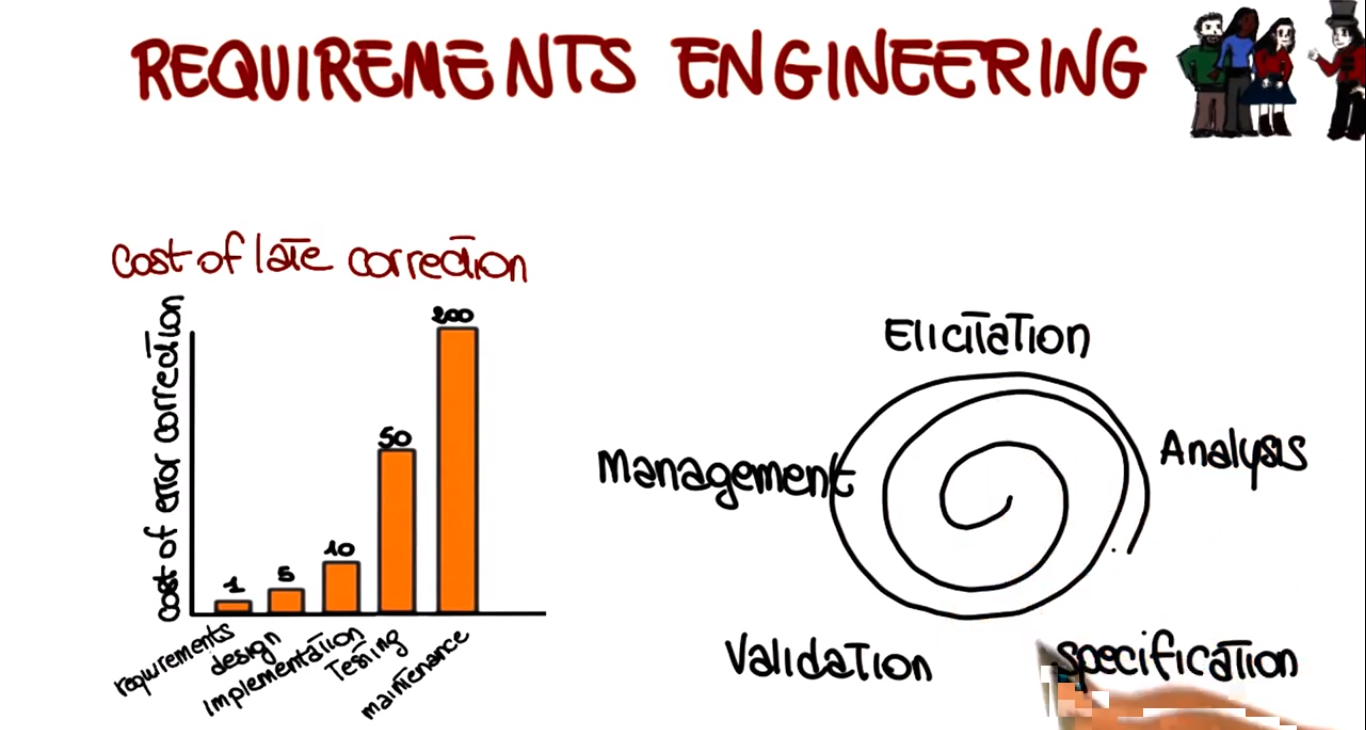 REQUIREMENTS ENGINEERING
Cost of late correction
cost of error correction
200
50
10
5
1
requirements
design
Implementation
Testing
maintenance
Elicitation
Management
Analysis
Validation
specification